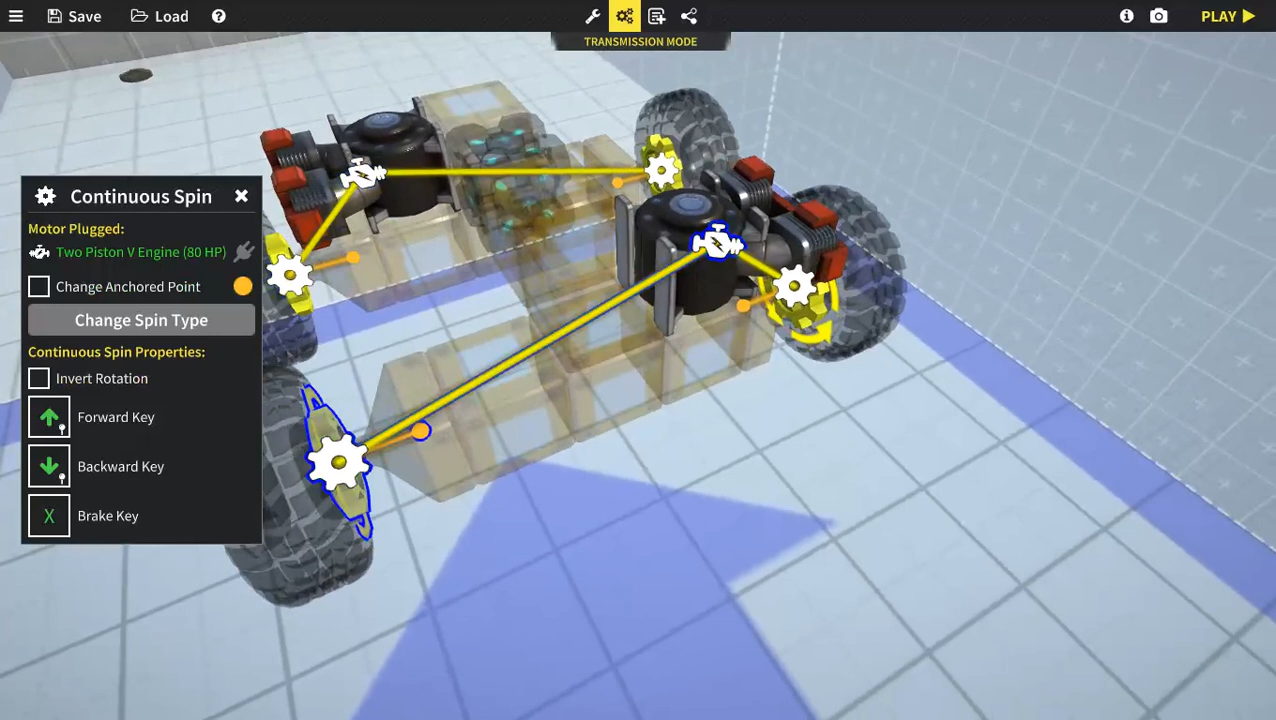 Save
Load
PLAY
TRANSMISSION MODE
Continuous Spin
Motor Plugged:
Two Piston V Engine (80 HP)
Change Anchored Point
Change Spin Type
Continuous Spin Properties:
Invert Rotation
Forward Key
Backward Key
X Brake Key